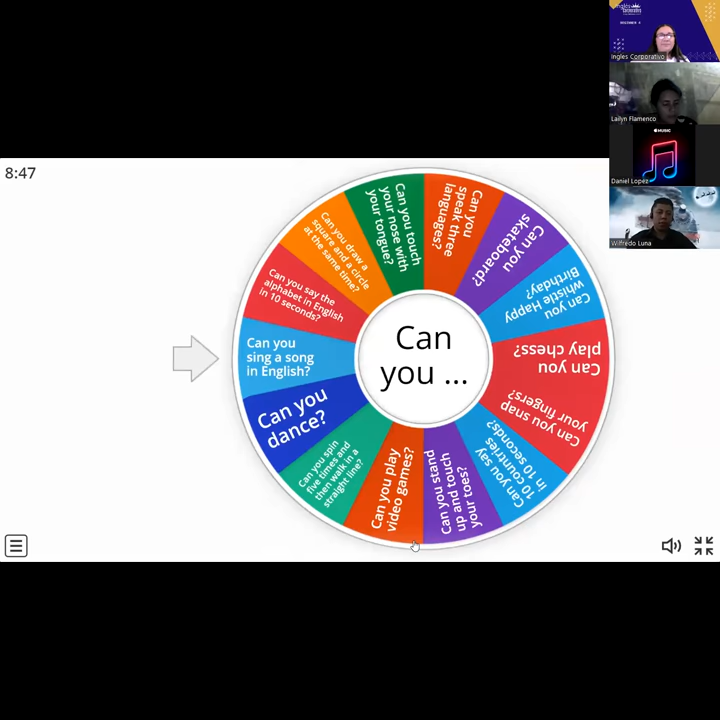 Inglés
Corporativo
BEGINNER 4
Ingles Corporativo
Lailyn Flamenco
MUSIC
Daniel Lopez
Wilfredo Luna
8:47
Can
you ...
Can you
sing a song
in English?
Can you say the
alphabet in English
in 10 seconds?
Can you draw a
square and a circle
at the same time?
Can you touch
your nose with
your tongue?
Can you
speak three
languages?
Can you
skateboard?
Can you
whistle Happy
Birthday?
Can you
play chess?
Can you snap
your fingers?
Can you say
10 countries
in 10 seconds?
Can you stand
up and touch
your toes?
Can you play
video games?
Can you spin
five times and
then walk in a
straight line?
Can you
dance?